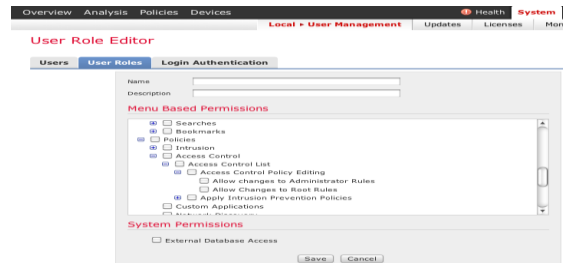 Overview Analysis Policies Devices Health System
Local ▸ User Management Updates Licenses Mon
User Role Editor
Users User Roles Login Authentication
Name
Description
Menu Based Permissions
Searches
Bookmarks
Policies
Intrusion
Access Control
Access Control List
Access Control Policy Editing
Allow changes to Administrator Rules
Allow Changes to Root Rules
Apply Intrusion Prevention Policies
Custom Applications
Network Discovery
System Permissions
External Database Access
Save Cancel